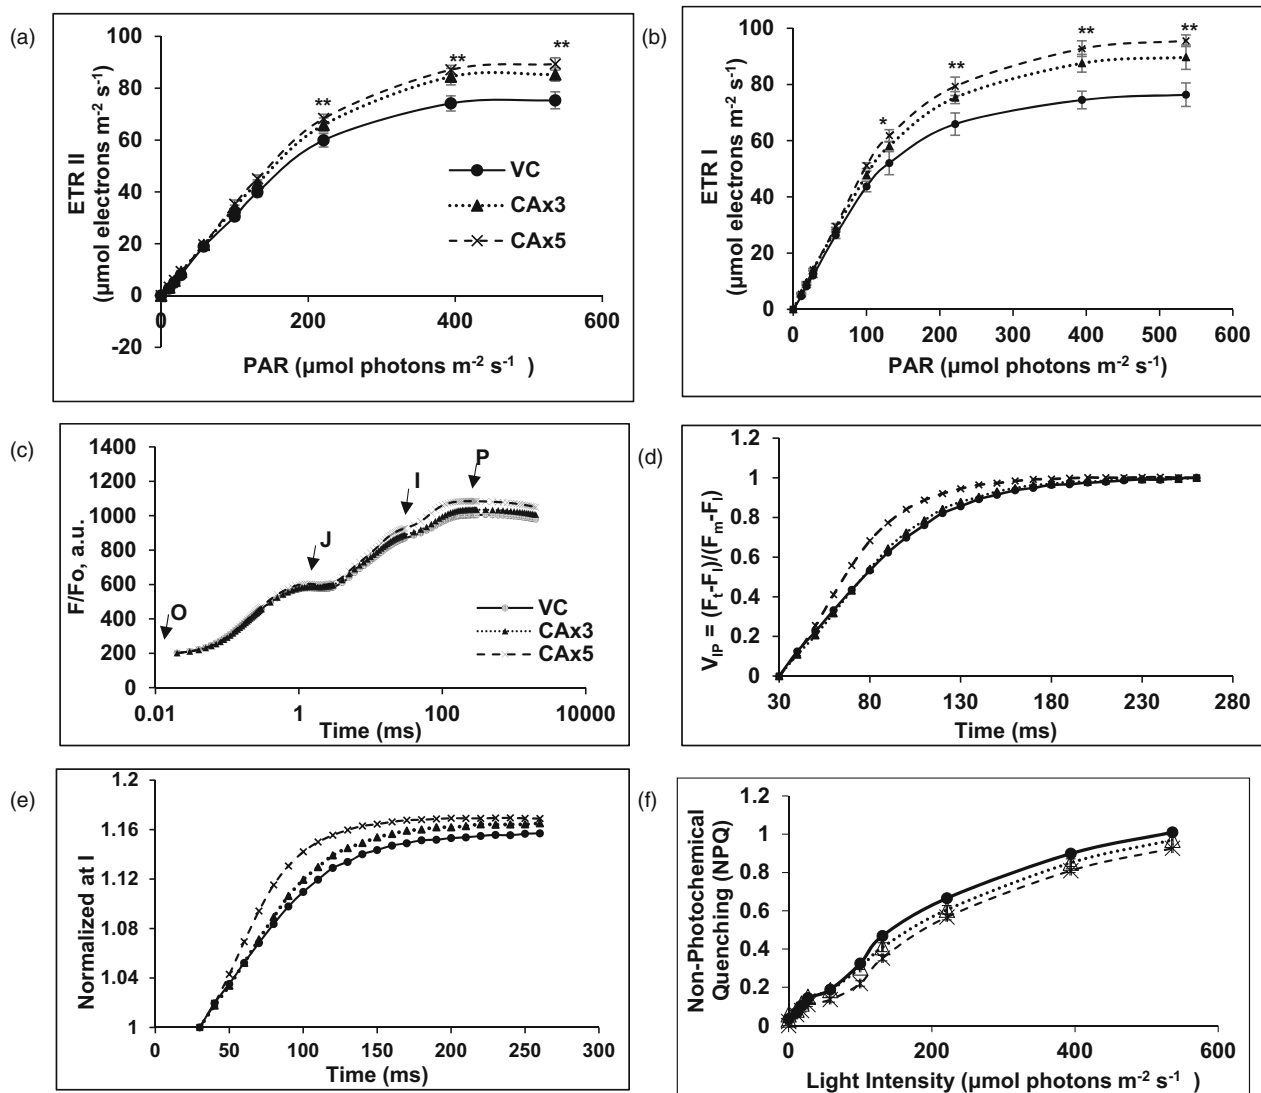 (a)
100
80
60
40
20
0
-20
ETR II
(µmol electrons m⁻² s⁻¹)
**
**
**
VC
CAx3
CAx5
0
200
400
600
PAR (µmol photons m⁻² s⁻¹ )
(b)
100
80
60
40
20
0
ETR I
(µmol electrons m⁻² s⁻¹)
*
**
**
**
0
100
200
300
400
500
600
PAR (µmol photons m⁻² s⁻¹)
(c)
1400
1200
1000
800
600
400
200
0
F/Fo, a.u.
O
J
I
P
VC
CAx3
CAx5
0.01
1
100
10000
Time (ms)
(d)
1.2
1
0.8
0.6
0.4
0.2
0
V_IP = (F_t-F_I)/(F_m-F_I)
30
80
130
180
230
280
Time (ms)
(e)
1.2
1.16
1.12
1.08
1.04
1
Normalized at I
0
50
100
150
200
250
300
Time (ms)
(f)
1.2
1
0.8
0.6
0.4
0.2
0
Non-Photochemical
Quenching (NPQ)
0
200
400
600
Light Intensity (µmol photons m⁻² s⁻¹ )